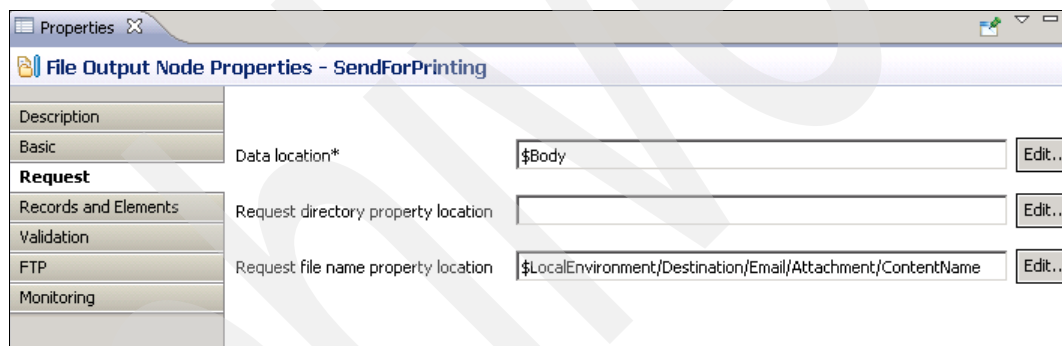 Properties
File Output Node Properties - SendForPrinting
Description
Basic
Request
Records and Elements
Validation
FTP
Monitoring
Data location* $Body Edit..
Request directory property location Edit..
Request file name property location $LocalEnvironment/Destination/Email/Attachment/ContentName Edit..